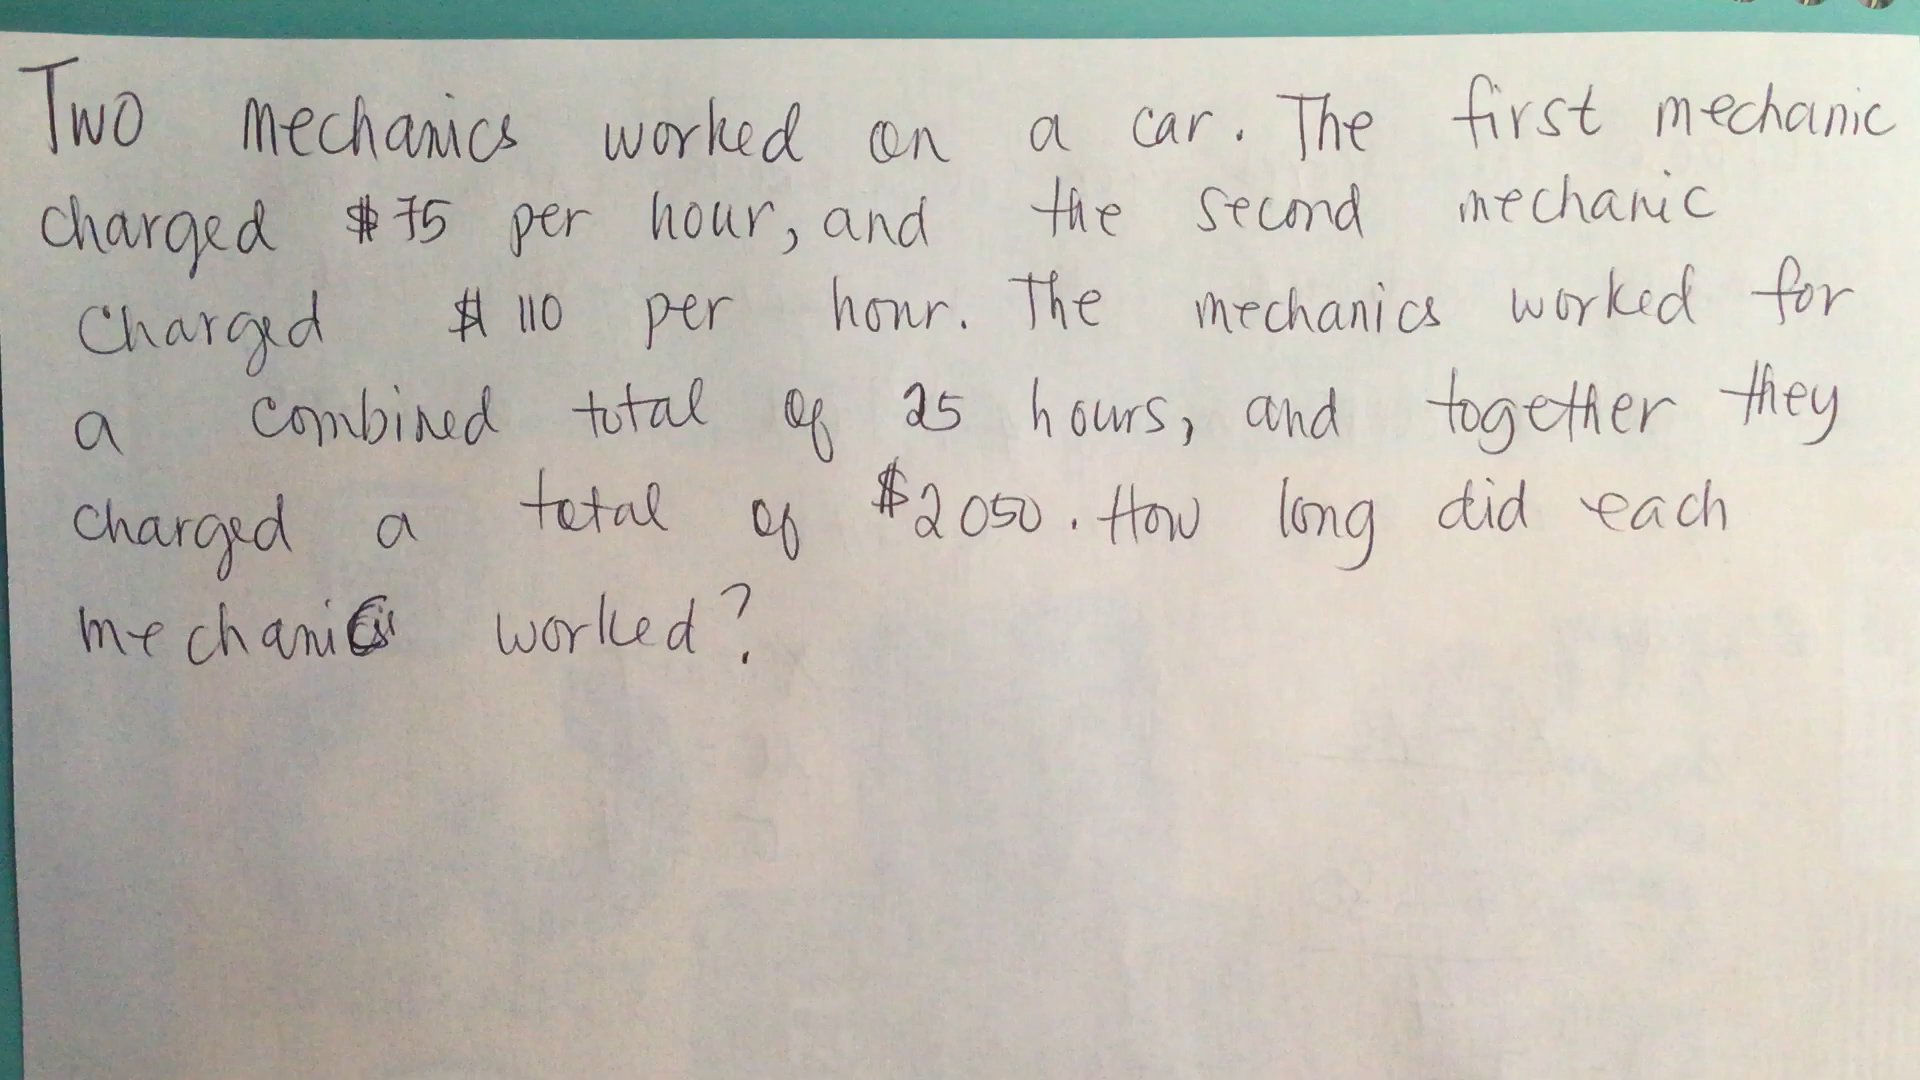 Two mechanics worked on a car. The first mechanic
charged $75 per hour, and the second mechanic
charged $110 per hour. The mechanics worked for
a combined total of 25 hours, and together they
charged a total of $2050. How long did each
mechanic worked?